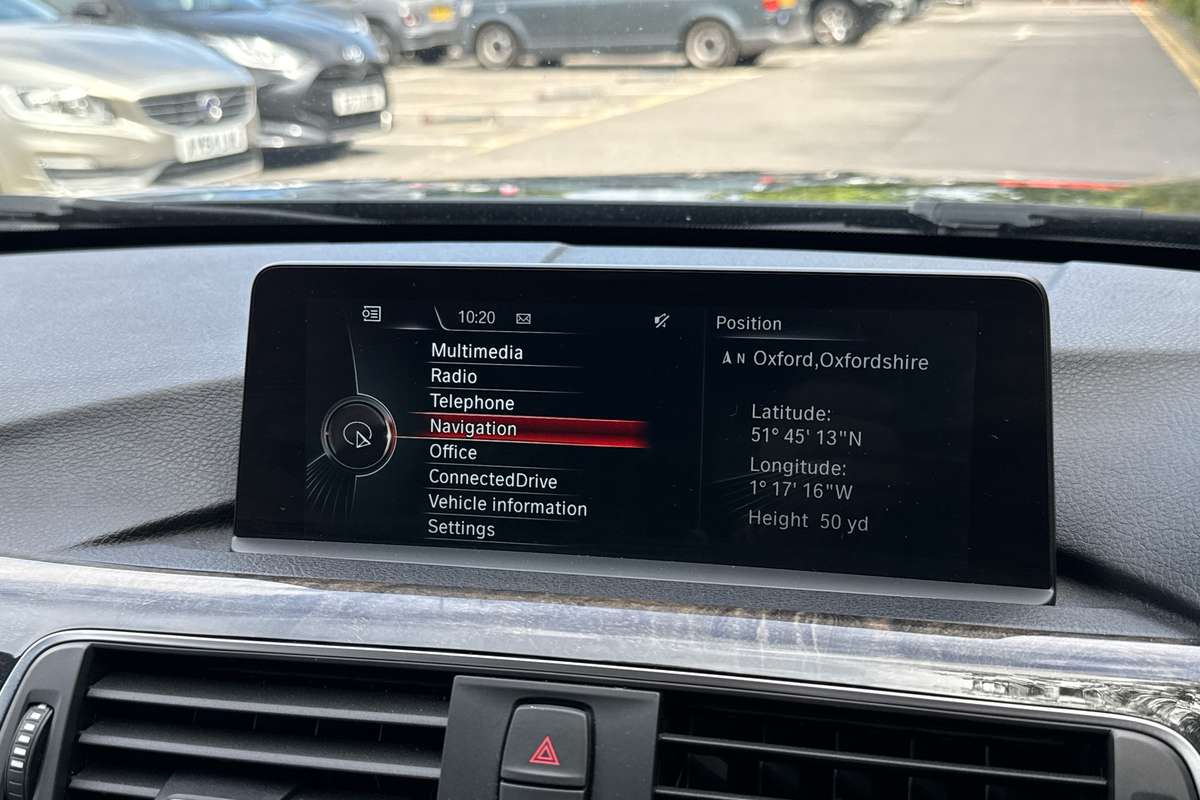 10:20
Multimedia
Radio
Telephone
Navigation
Office
ConnectedDrive
Vehicle information
Settings
Position
N Oxford,Oxfordshire
Latitude:
51° 45' 13"N
Longitude:
1° 17' 16"W
Height 50 yd